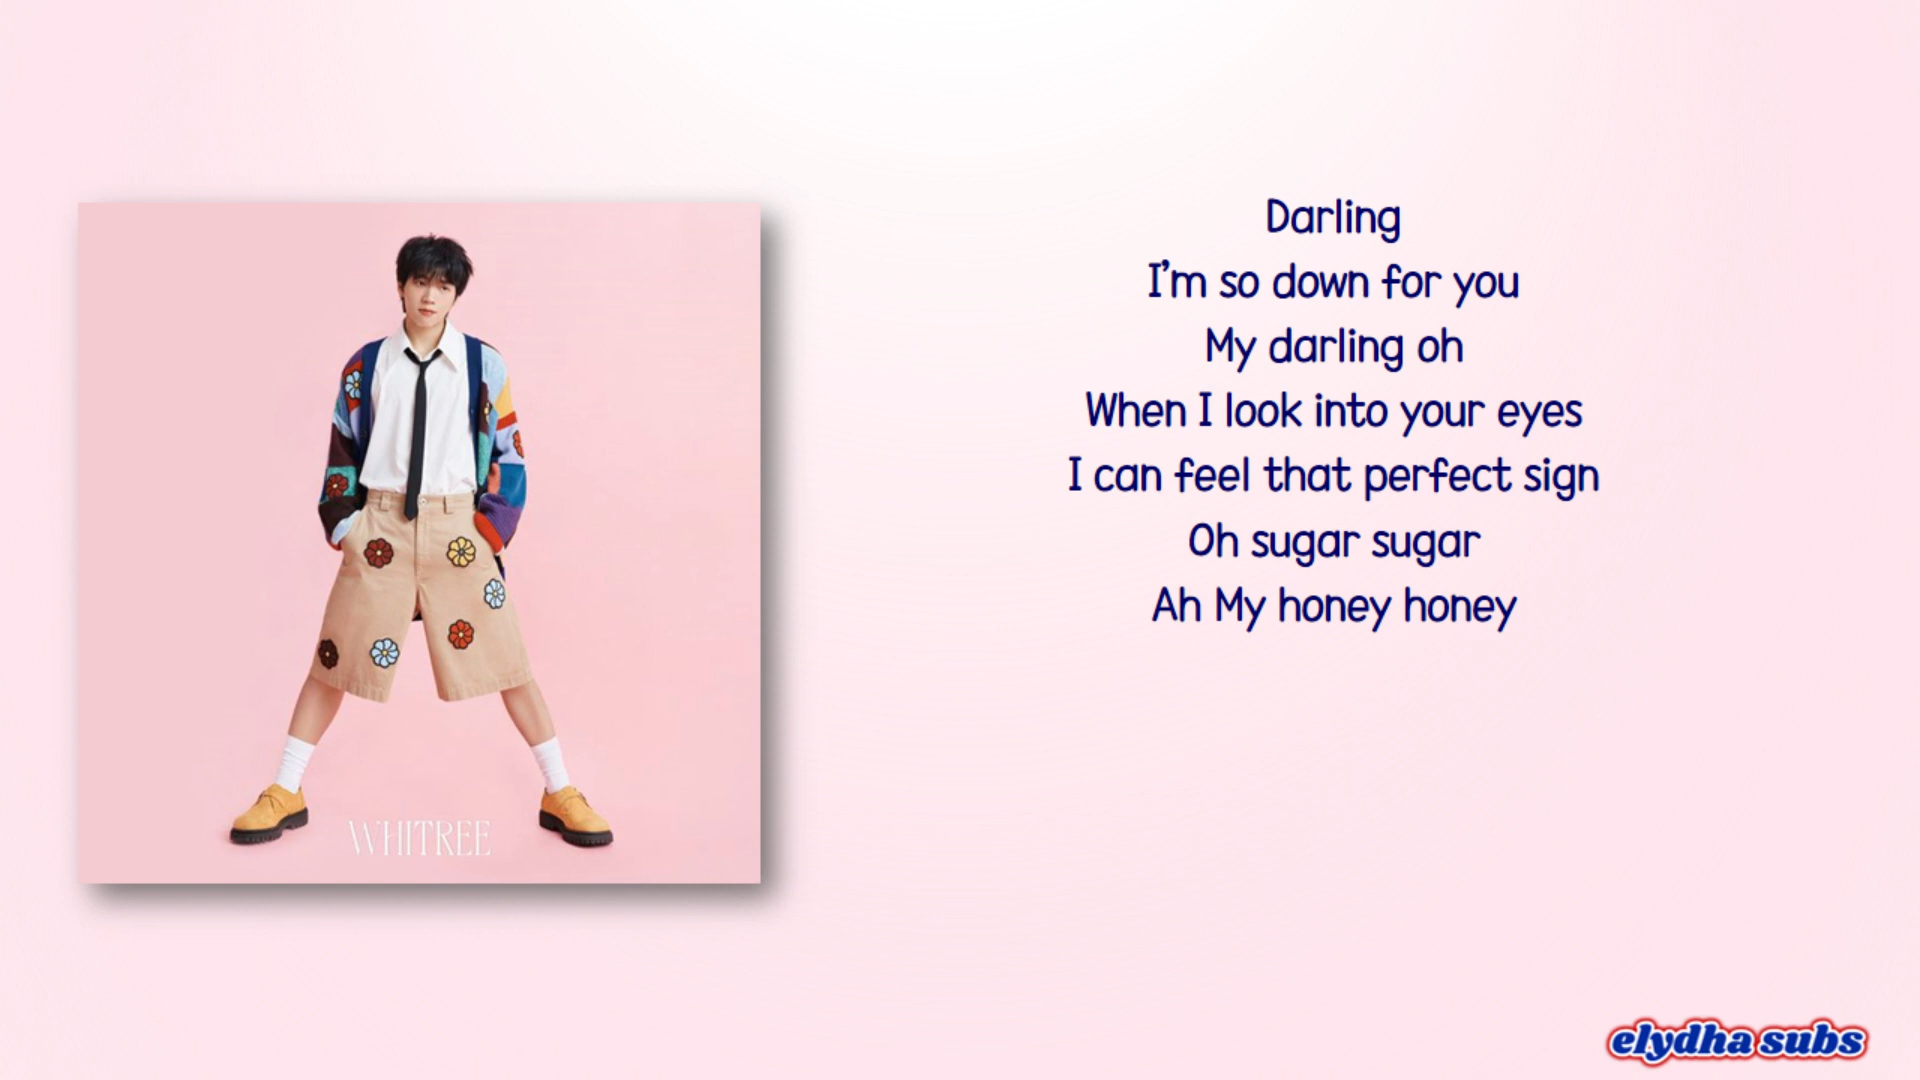 Darling
I'm so down for you
My darling oh
When I look into your eyes
I can feel that perfect sign
Oh sugar sugar
Ah My honey honey
WHITREE
elydha subs